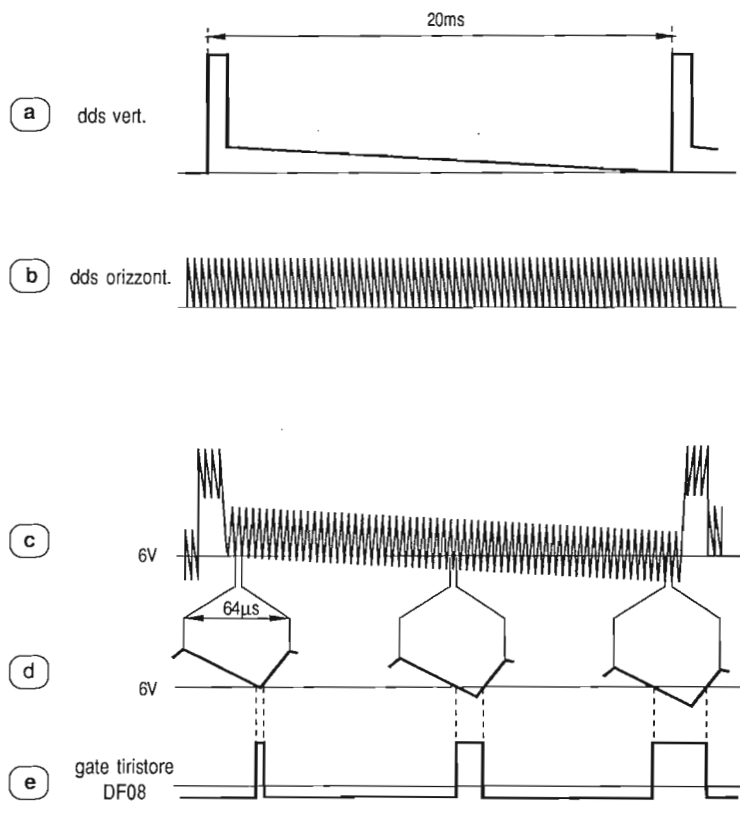 20ms
a
dds vert.
b
dds orizzont.
c
6V
64µs
d
6V
e
gate tiristore
DF08